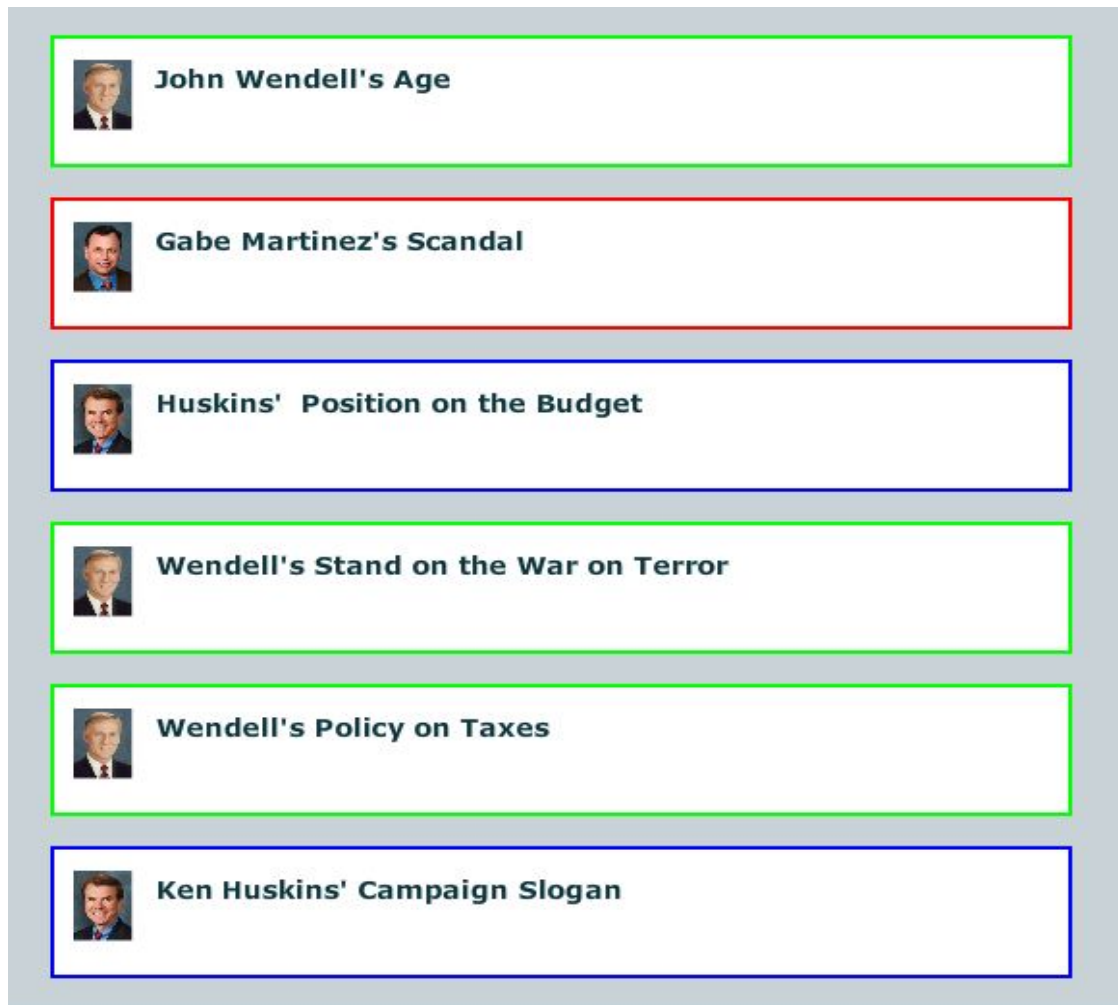 John Wendell's Age
Gabe Martinez's Scandal
Huskins'  Position on the Budget
Wendell's Stand on the War on Terror
Wendell's Policy on Taxes
Ken Huskins' Campaign Slogan